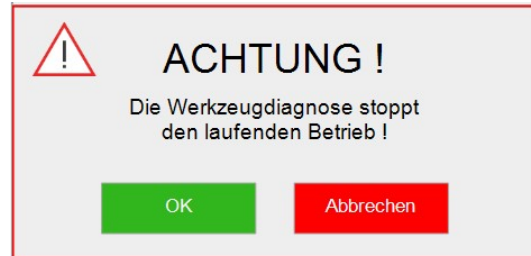 ACHTUNG !
Die Werkzeugdiagnose stoppt
den laufenden Betrieb !
OK
Abbrechen